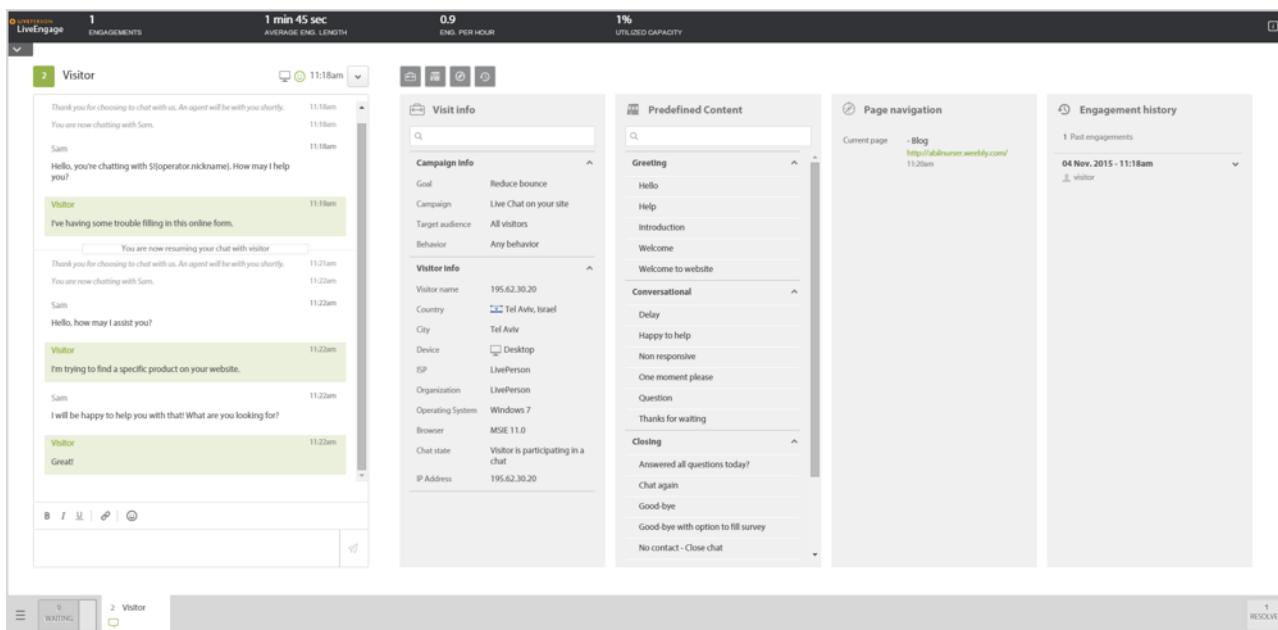 LIVEPERSON
LiveEngage
1
ENGAGEMENTS
1 min 45 sec
AVERAGE ENG. LENGTH
0.9
ENG. PER HOUR
1%
UTILIZED CAPACITY
2 Visitor 11:18am
Thank you for choosing to chat with us. An agent will be with you shortly. 11:18am
You are now chatting with Sam. 11:18am
Sam 11:18am
Hello, you're chatting with $!{operator.nickname}. How may I help
you?
Visitor 11:19am
I've having some trouble filling in this online form.
You are now resuming your chat with visitor
Thank you for choosing to chat with us. An agent will be with you shortly. 11:21am
You are now chatting with Sam. 11:22am
Sam 11:22am
Hello, how may I assist you?
Visitor 11:22am
I'm trying to find a specific product on your website.
Sam 11:22am
I will be happy to help you with that! What are you looking for?
Visitor 11:22am
Great!
B I U
Visit info
Campaign info
Goal Reduce bounce
Campaign Live Chat on your site
Target audience All visitors
Behavior Any behavior
Visitor info
Visitor name 195.62.30.20
Country Tel Aviv, Israel
City Tel Aviv
Device Desktop
ISP LivePerson
Organization LivePerson
Operating System Windows 7
Browser MSIE 11.0
Chat state Visitor is participating in a
chat
IP Address 195.62.30.20
Predefined Content
Greeting
Hello
Help
Introduction
Welcome
Welcome to website
Conversational
Delay
Happy to help
Non responsive
One moment please
Question
Thanks for waiting
Closing
Answered all questions today?
Chat again
Good-bye
Good-bye with option to fill survey
No contact - Close chat
Page navigation
Current page - Blog
http://abilnurser.weebly.com/
11:20am
Engagement history
1 Past engagements
04 Nov. 2015 - 11:18am
visitor
WAITING
2 Visitor
1
RESOLVE